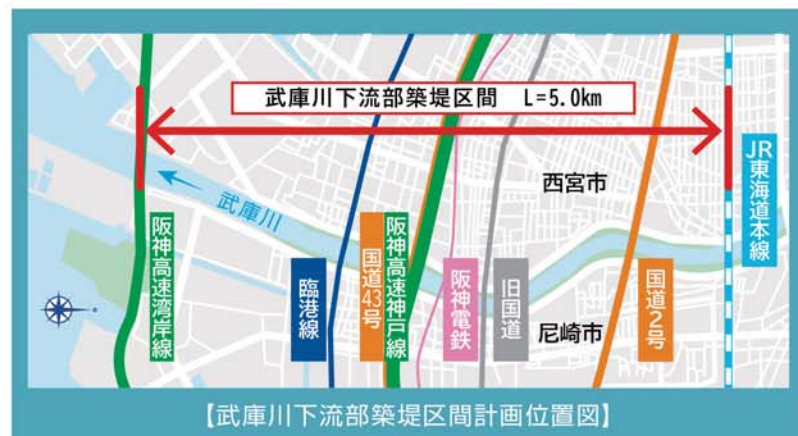 武庫川下流部築堤区間 L=5.0km
武庫川
西宮市
尼崎市
阪神高速湾岸線
臨港線
国道43号
阪神高速神戸線
阪神電鉄
旧国道
国道2号
JR東海道本線
【武庫川下流部築堤区間計画位置図】